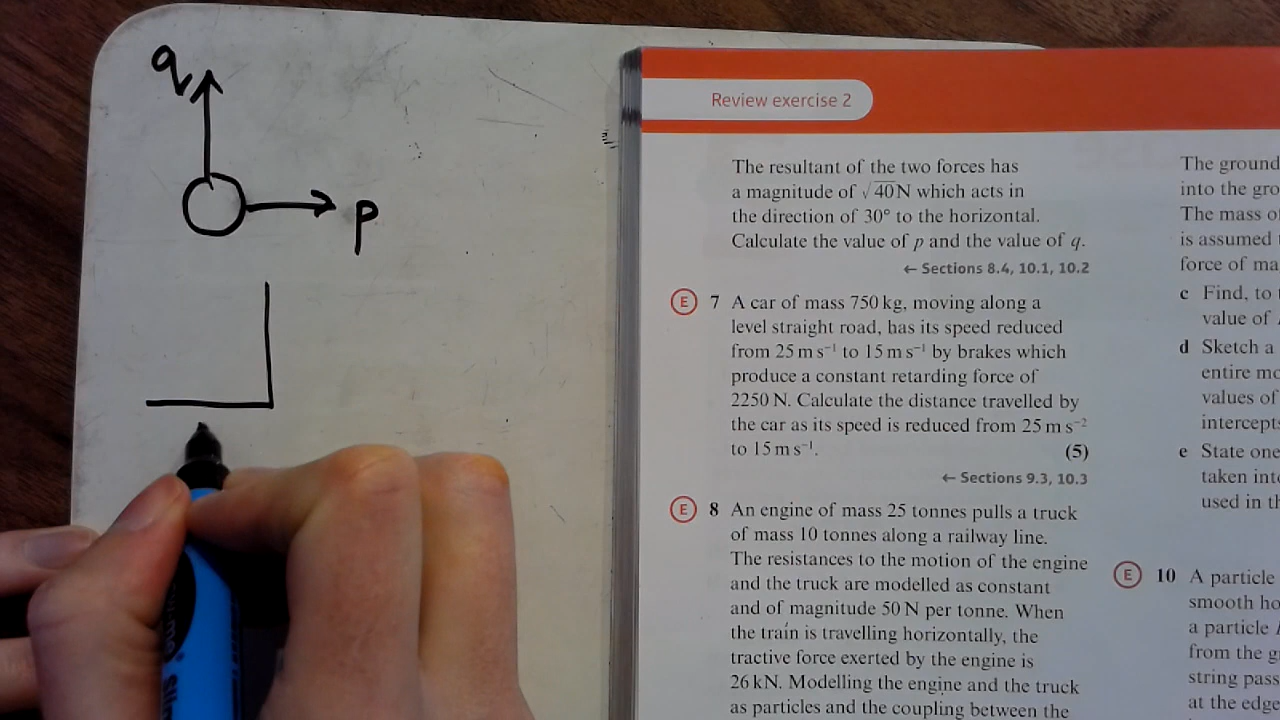 q
p
Review exercise 2
The resultant of the two forces has
a magnitude of √40 N which acts in
the direction of 30° to the horizontal.
Calculate the value of p and the value of q.
← Sections 8.4, 10.1, 10.2
E 7 A car of mass 750 kg, moving along a
level straight road, has its speed reduced
from 25 m s⁻¹ to 15 m s⁻¹ by brakes which
produce a constant retarding force of
2250 N. Calculate the distance travelled by
the car as its speed is reduced from 25 m s⁻²
to 15 m s⁻¹. (5)
← Sections 9.3, 10.3
E 8 An engine of mass 25 tonnes pulls a truck
of mass 10 tonnes along a railway line.
The resistances to the motion of the engine
and the truck are modelled as constant
and of magnitude 50 N per tonne. When
the train is travelling horizontally, the
tractive force exerted by the engine is
26 kN. Modelling the engine and the truck
as particles and the coupling between the
The ground
into the gro
The mass o
is assumed
force of ma
c Find, to
value of
d Sketch a
entire mo
values of
intercepts
e State one
taken into
used in th
E 10 A particle
smooth ho
a particle
from the g
string pass
at the edge